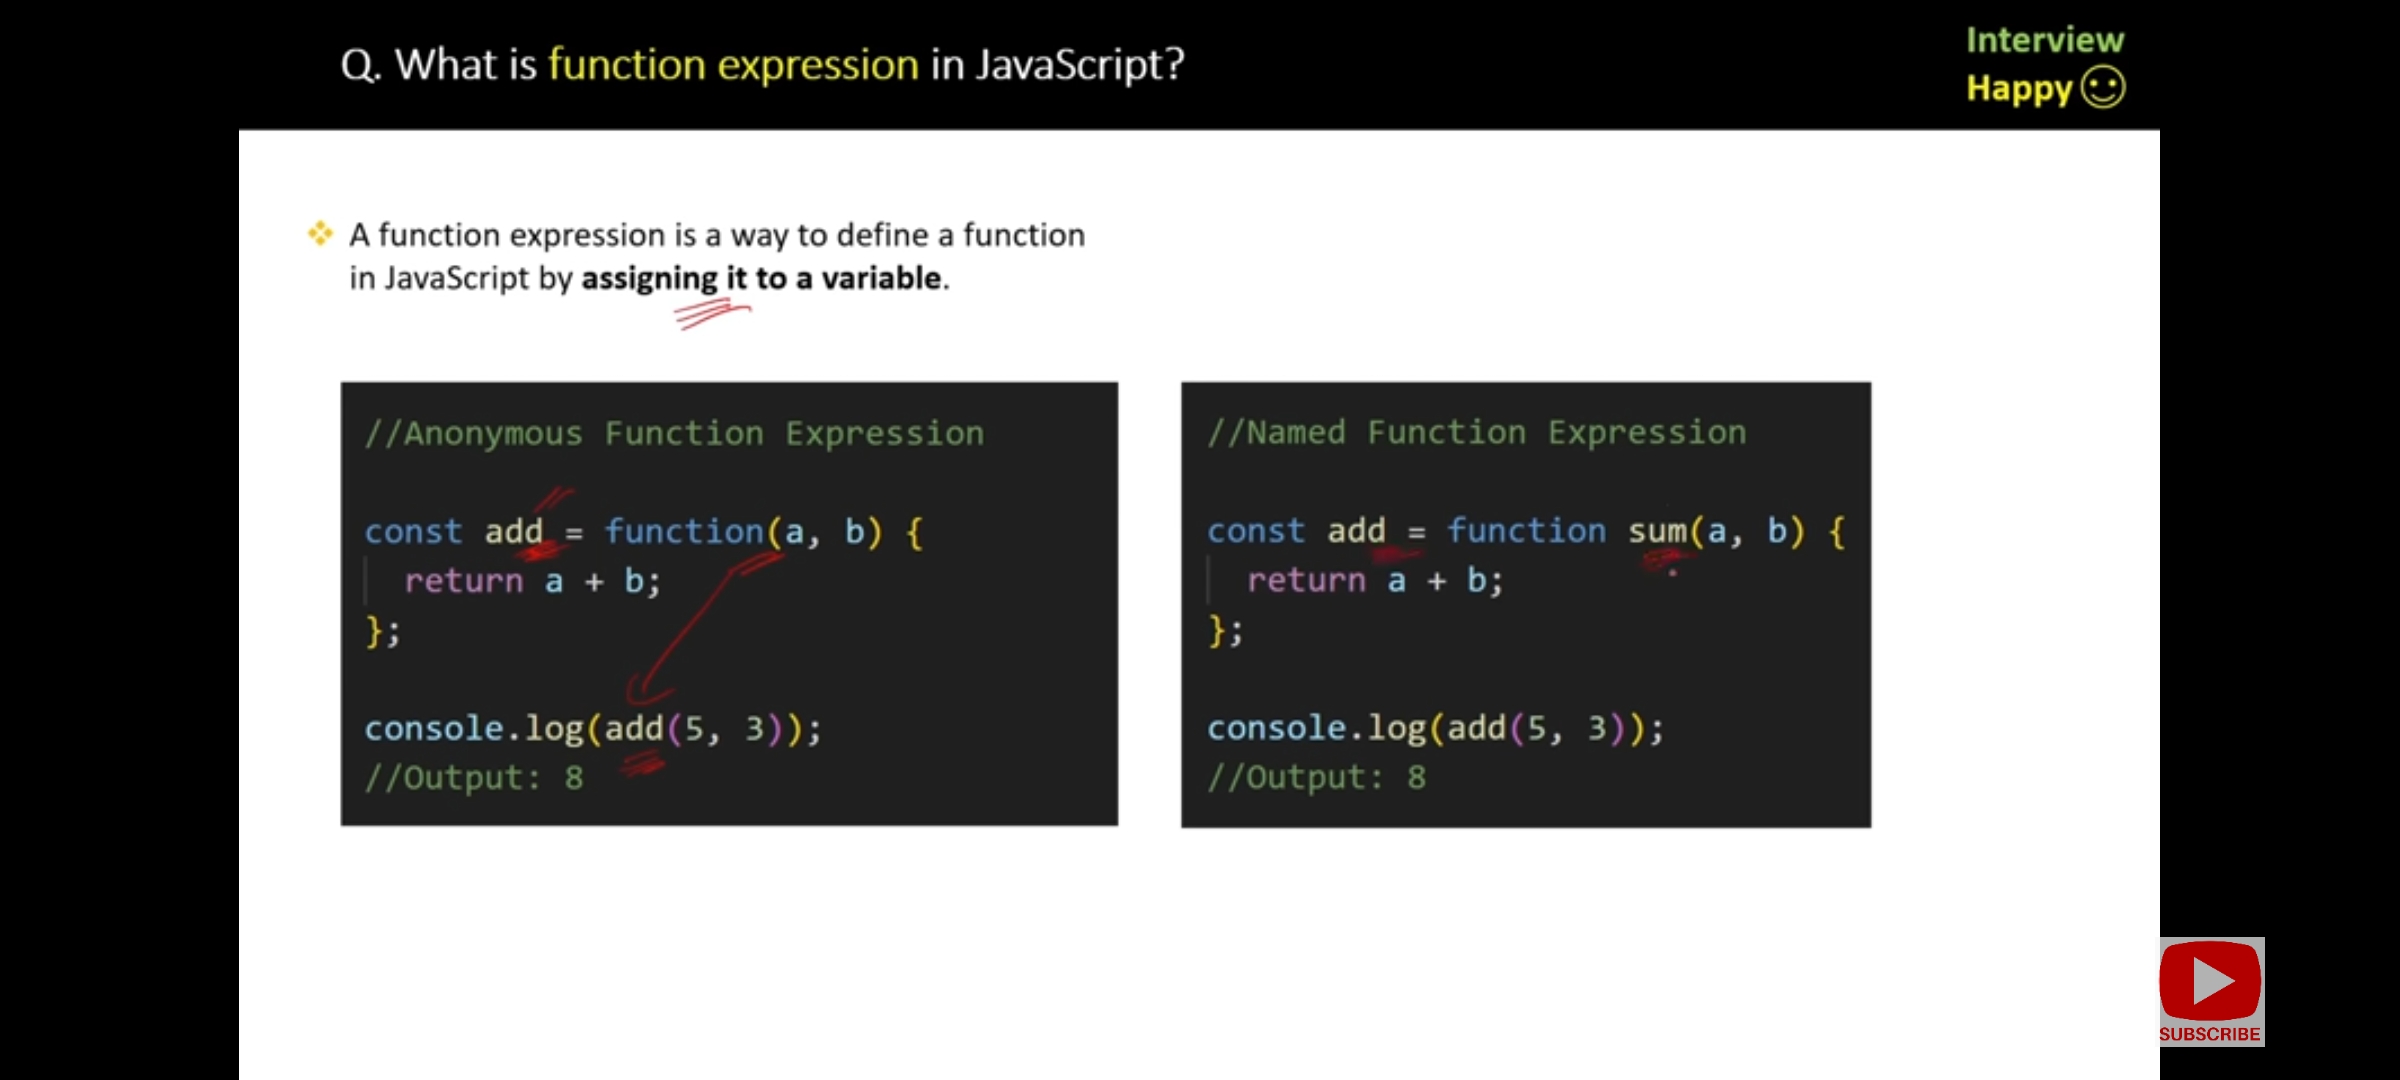 Q. What is function expression in JavaScript?
Interview
Happy
A function expression is a way to define a function
in JavaScript by assigning it to a variable.
//Anonymous Function Expression
const add = function(a, b) {
return a + b;
};
console.log(add(5, 3));
//Output: 8
//Named Function Expression
const add = function sum(a, b) {
return a + b;
};
console.log(add(5, 3));
//Output: 8
SUBSCRIBE